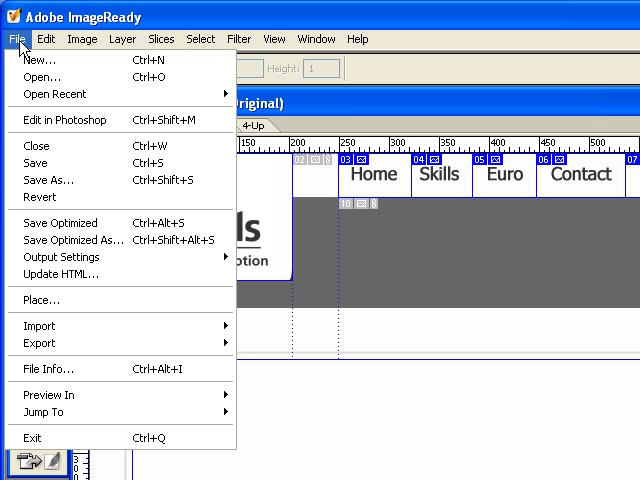 Adobe ImageReady
File Edit Image Layer Slices Select Filter View Window Help
New... Ctrl+N
Height: 1
Open... Ctrl+O
Open Recent
riginal)
Edit in Photoshop Ctrl+Shift+M
4-Up
Close Ctrl+W
150 200 250 300 350 400 450 500
Save Ctrl+S
02 03 04 05 06 07
Save As... Ctrl+Shift+S
Home Skills Euro Contact
Revert
10
Save Optimized Ctrl+Alt+S
ls
Save Optimized As... Ctrl+Shift+Alt+S
Output Settings
ption
Update HTML...
Place...
Import
Export
File Info... Ctrl+Alt+I
Preview In
Jump To
Exit Ctrl+Q